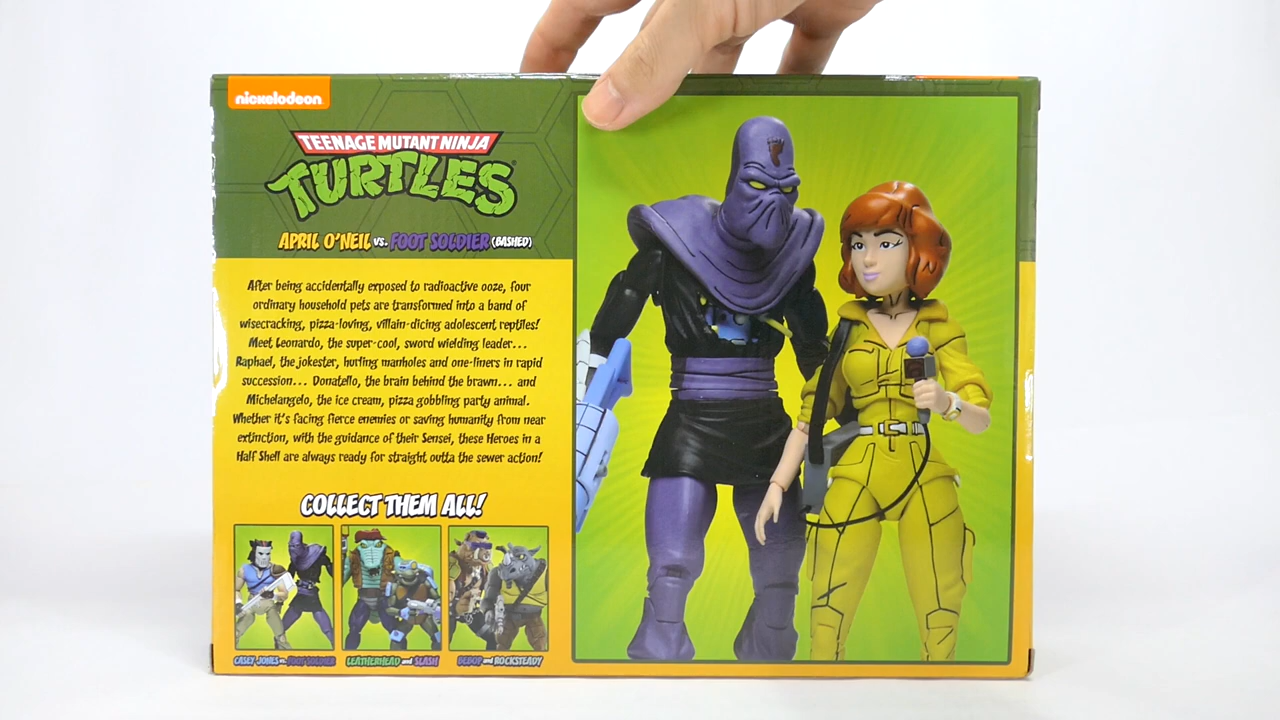 nickelodeon
TEENAGE MUTANT NINJA
TURTLES
APRIL O'NEIL vs. FOOT SOLDIER (BASHED)
After being accidentally exposed to radioactive ooze, four
ordinary household pets are transformed into a band of
wisecracking, pizza-loving, villain-dicing adolescent reptiles!
Meet Leonardo, the super-cool, sword wielding leader...
Raphael, the jokester, hurling manholes and one-liners in rapid
succession... Donatello, the brain behind the brawn... and
Michelangelo, the ice cream, pizza gobbling party animal.
Whether it's facing fierce enemies or saving humanity from near
extinction, with the guidance of their Sensei, these Heroes in a
Half Shell are always ready for straight outta the sewer action!
COLLECT THEM ALL!
CASEY JONES vs. FOOT SOLDIER
LEATHERHEAD and SLASH
BEBOP and ROCKSTEADY